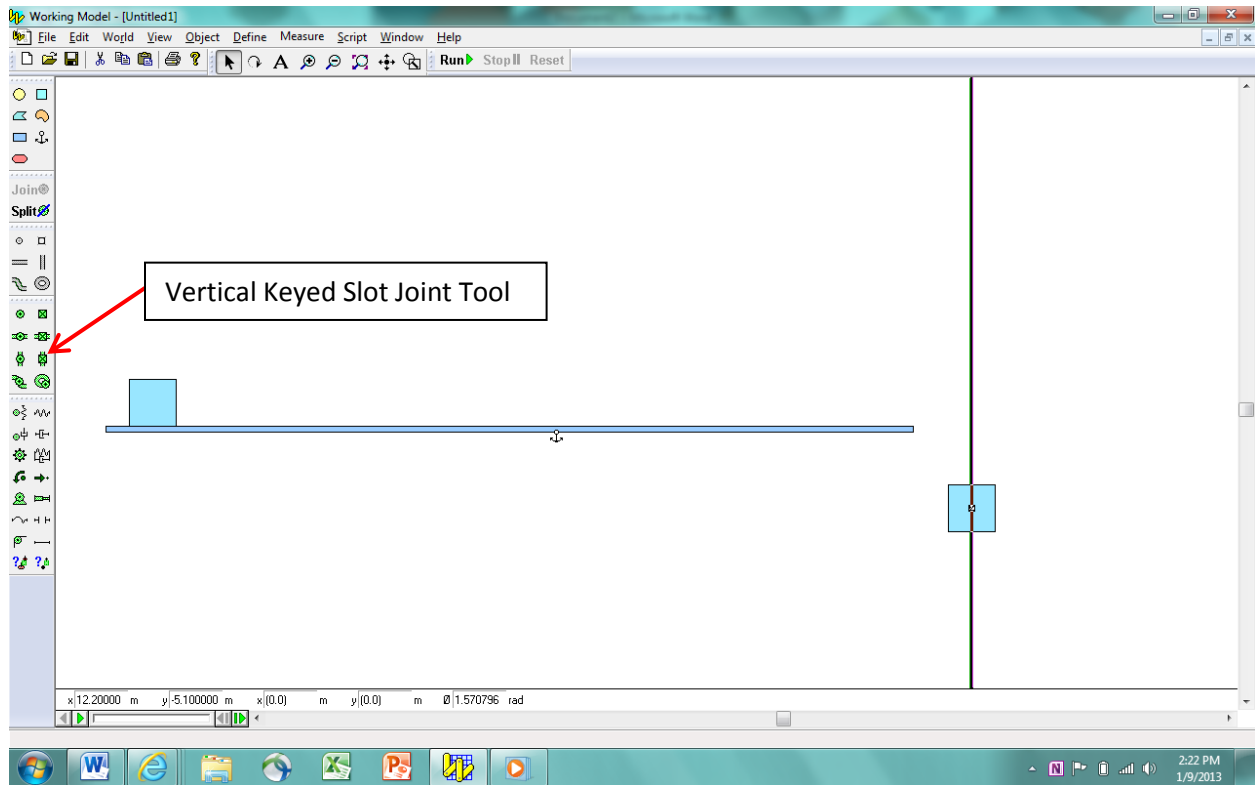 Working Model - [Untitled1]
File Edit World View Object Define Measure Script Window Help
A Run Stop Reset
Join
Split
Vertical Keyed Slot Joint Tool
x 12.20000 m y -5.100000 m x (0.0) m y (0.0) m Ø 1.570796 rad
2:22 PM
1/9/2013